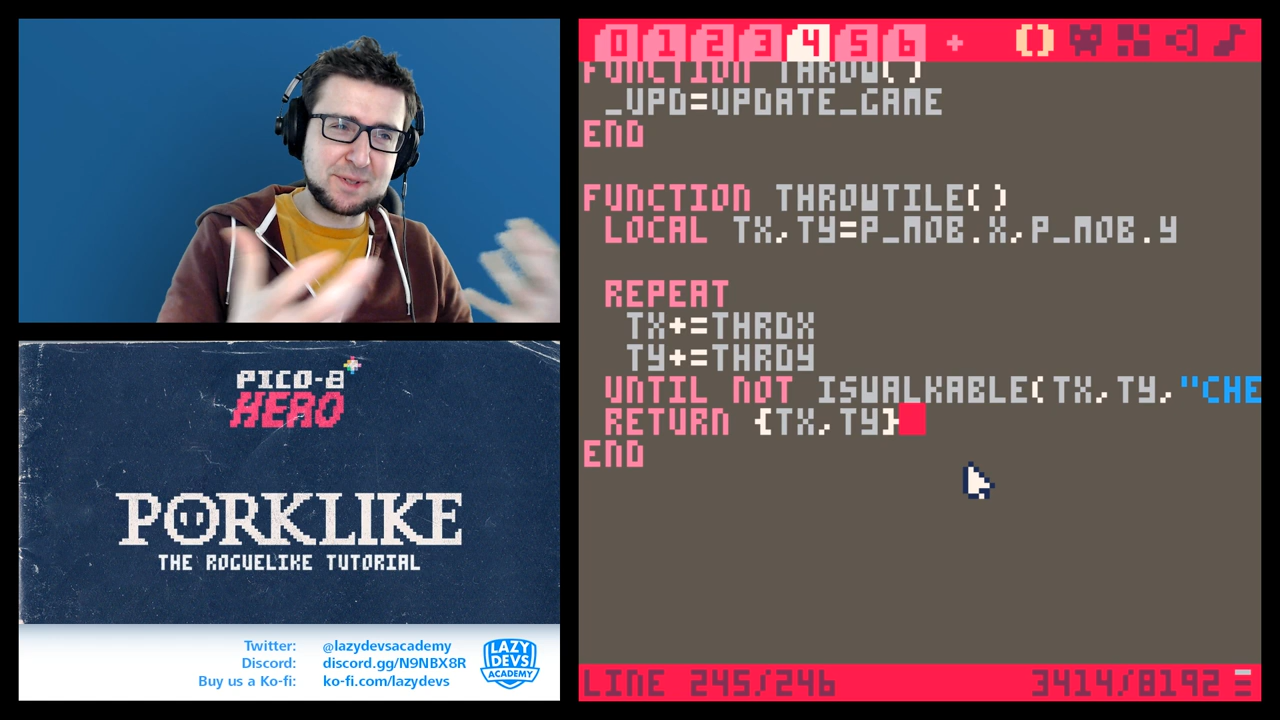 0 1 2 3 4 5 6 +
FUNCTION THROW()
_UPD=UPDATE_GAME
END
FUNCTION THROWTILE()
LOCAL TX,TY=P_MOB.X,P_MOB.Y
REPEAT
TX+=THRDX
TY+=THRDY
UNTIL NOT ISWALKABLE(TX,TY,"CHE
RETURN {TX,TY}
END
LINE 245/246 3414/8192
PICO-8
HERO
PORKLIKE
THE ROGUELIKE TUTORIAL
Twitter: @lazydevsacademy
Discord: discord.gg/N9NBX8R
Buy us a Ko-fi: ko-fi.com/lazydevs
LAZY
DEVS
ACADEMY